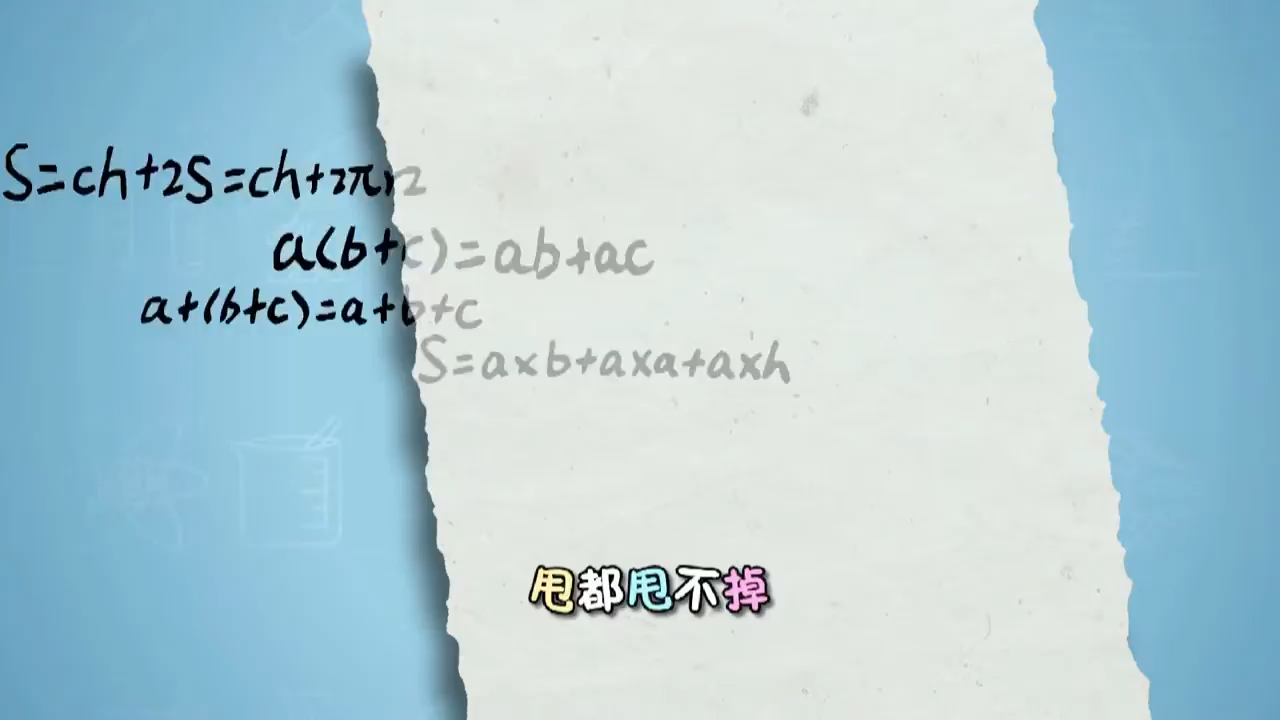 S=ch+2S=ch+2πr2
a(b+c)=ab+ac
a+(b+c)=a+b+c
S=a×b+a×a+a×h
甩都甩不掉